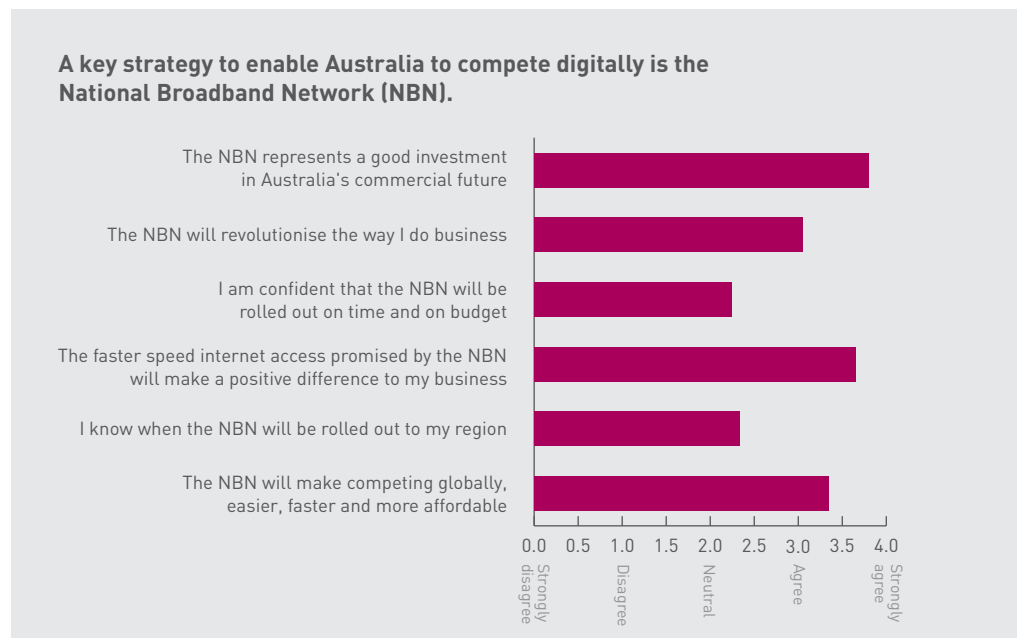 A key strategy to enable Australia to compete digitally is the
National Broadband Network (NBN).
The NBN represents a good investment
in Australia's commercial future
The NBN will revolutionise the way I do business
I am confident that the NBN will be
rolled out on time and on budget
The faster speed internet access promised by the NBN
will make a positive difference to my business
I know when the NBN will be rolled out to my region
The NBN will make competing globally,
easier, faster and more affordable
0.0 0.5 1.0 1.5 2.0 2.5 3.0 3.5 4.0
Strongly
disagree
Disagree
Neutral
Agree
Strongly
agree